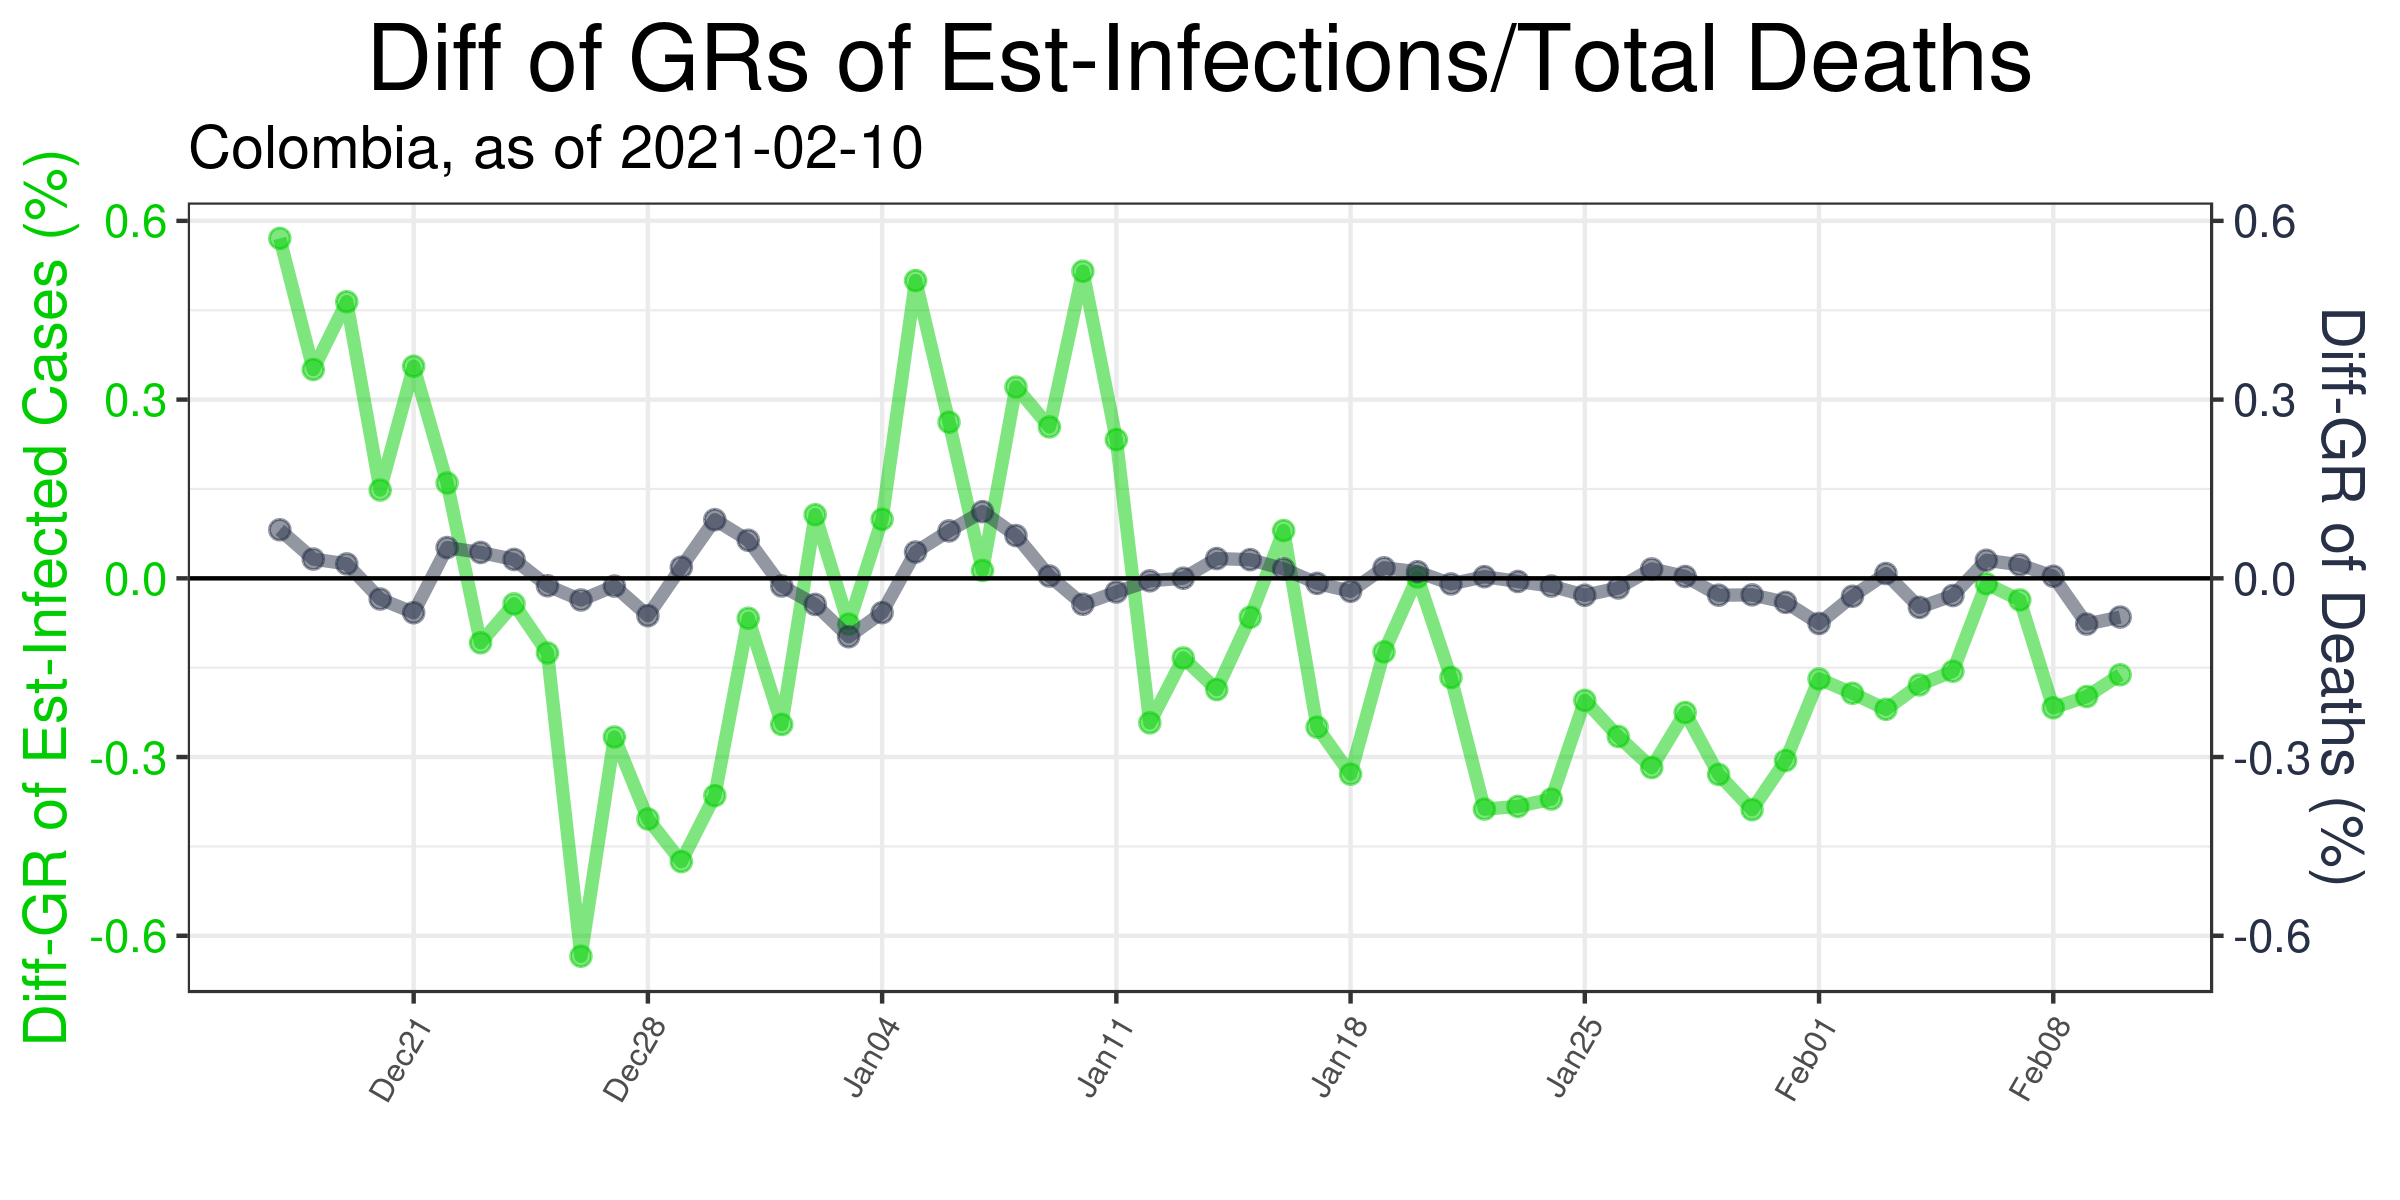 Diff of GRs of Est-Infections/Total Deaths
Colombia, as of 2021-02-10
Diff-GR of Est-Infected Cases (%)
0.6
0.3
0.0
-0.3
-0.6
0.6
0.3
0.0
-0.3
-0.6
Diff-GR of Deaths (%)
Dec21
Dec28
Jan04
Jan11
Jan18
Jan25
Feb01
Feb08